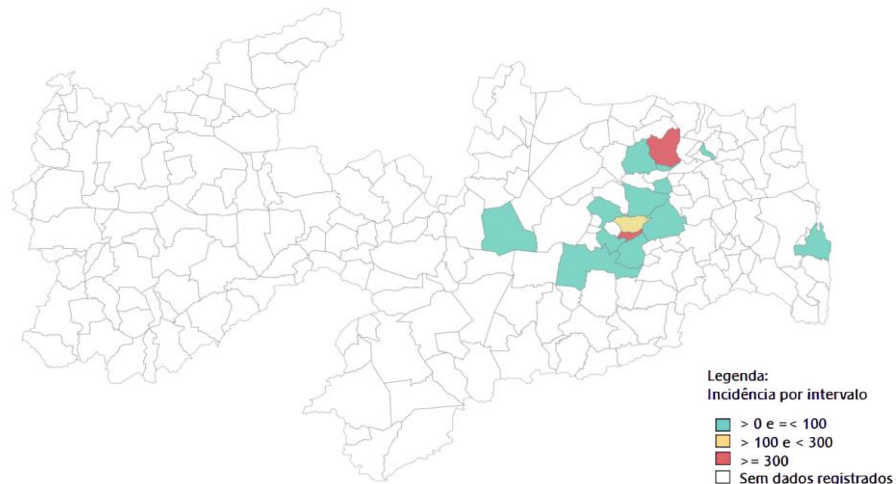 Legenda:
Incidência por intervalo
> 0 e =< 100
> 100 e < 300
>= 300
Sem dados registrados